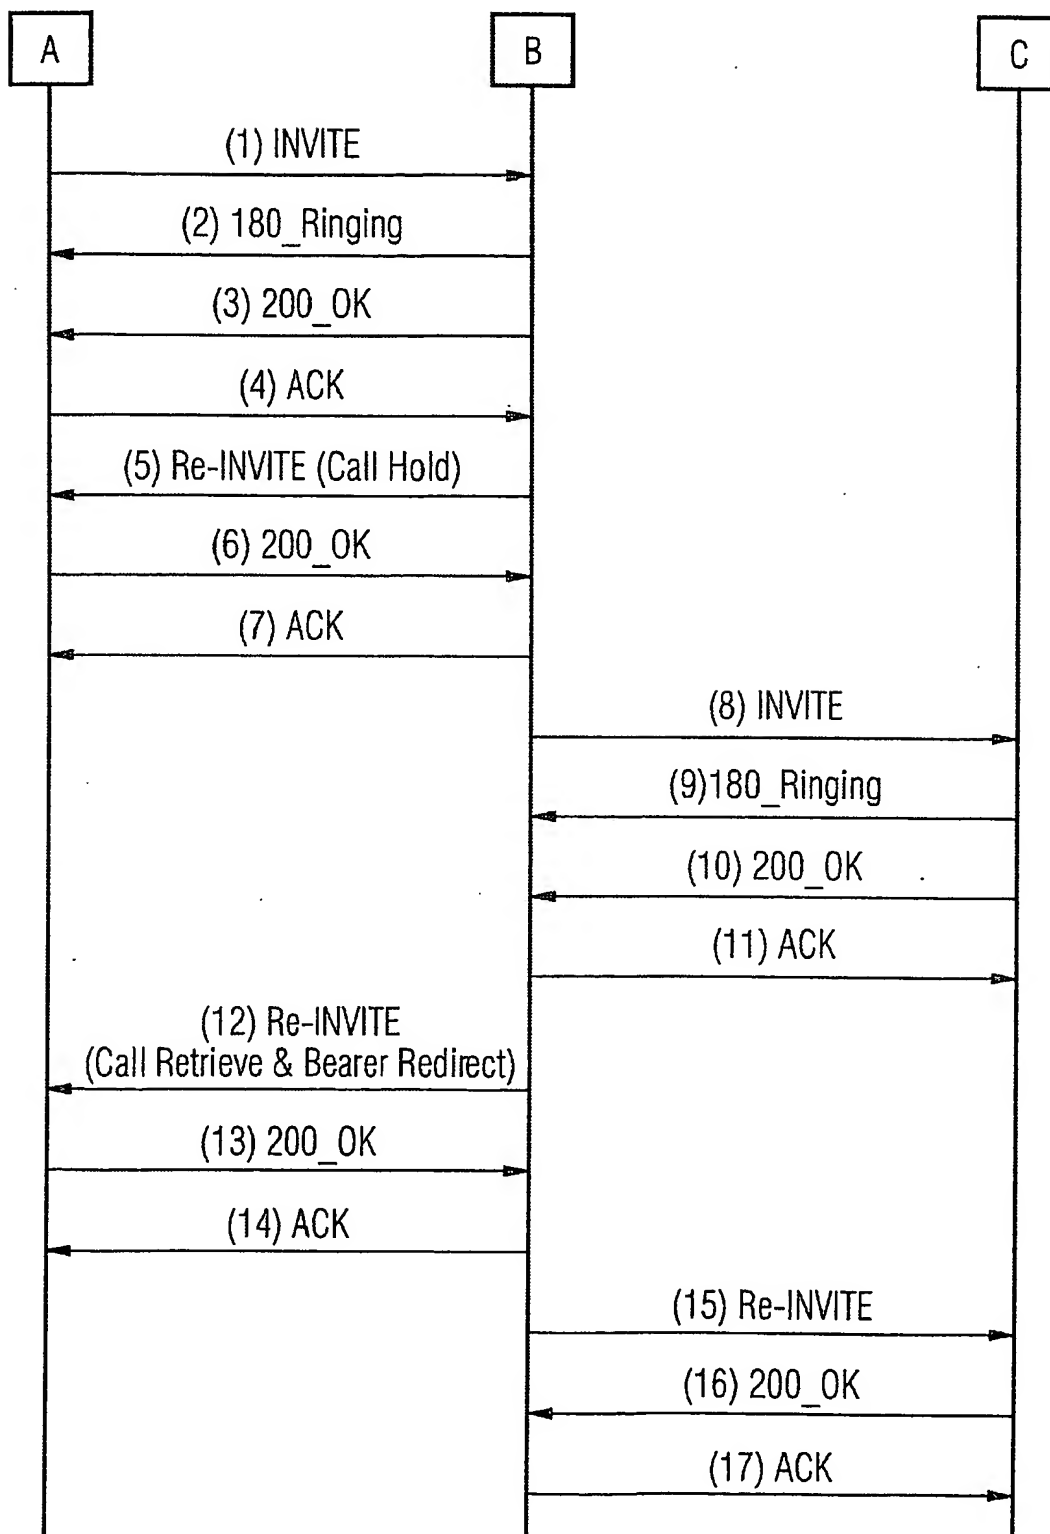 A
B
C
(1) INVITE
(2) 180_Ringing
(3) 200_OK
(4) ACK
(5) Re-INVITE (Call Hold)
(6) 200_OK
(7) ACK
(8) INVITE
(9)180_Ringing
(10) 200_OK
(11) ACK
(12) Re-INVITE
(Call Retrieve & Bearer Redirect)
(13) 200_OK
(14) ACK
(15) Re-INVITE
(16) 200_OK
(17) ACK